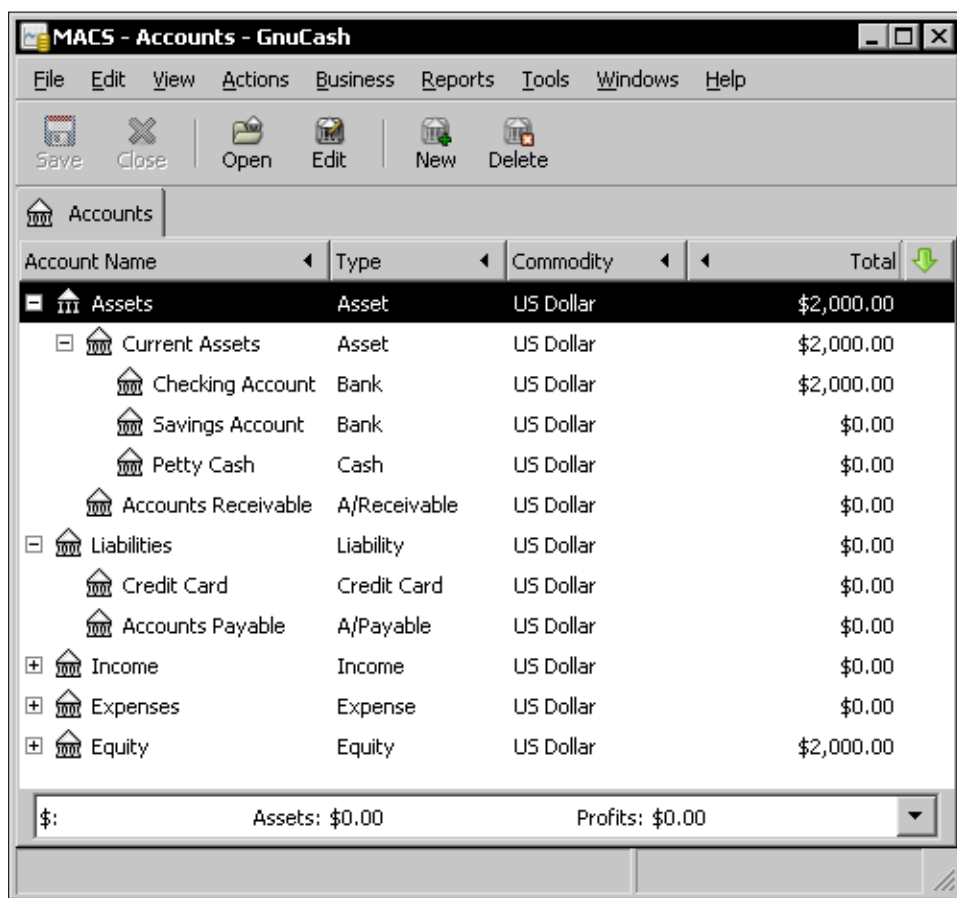 MACS - Accounts - GnuCash
File Edit View Actions Business Reports Tools Windows Help
Save Close Open Edit New Delete
Accounts
Account Name Type Commodity Total
Assets Asset US Dollar $2,000.00
Current Assets Asset US Dollar $2,000.00
Checking Account Bank US Dollar $2,000.00
Savings Account Bank US Dollar $0.00
Petty Cash Cash US Dollar $0.00
Accounts Receivable A/Receivable US Dollar $0.00
Liabilities Liability US Dollar $0.00
Credit Card Credit Card US Dollar $0.00
Accounts Payable A/Payable US Dollar $0.00
Income Income US Dollar $0.00
Expenses Expense US Dollar $0.00
Equity Equity US Dollar $2,000.00
$: Assets: $0.00 Profits: $0.00